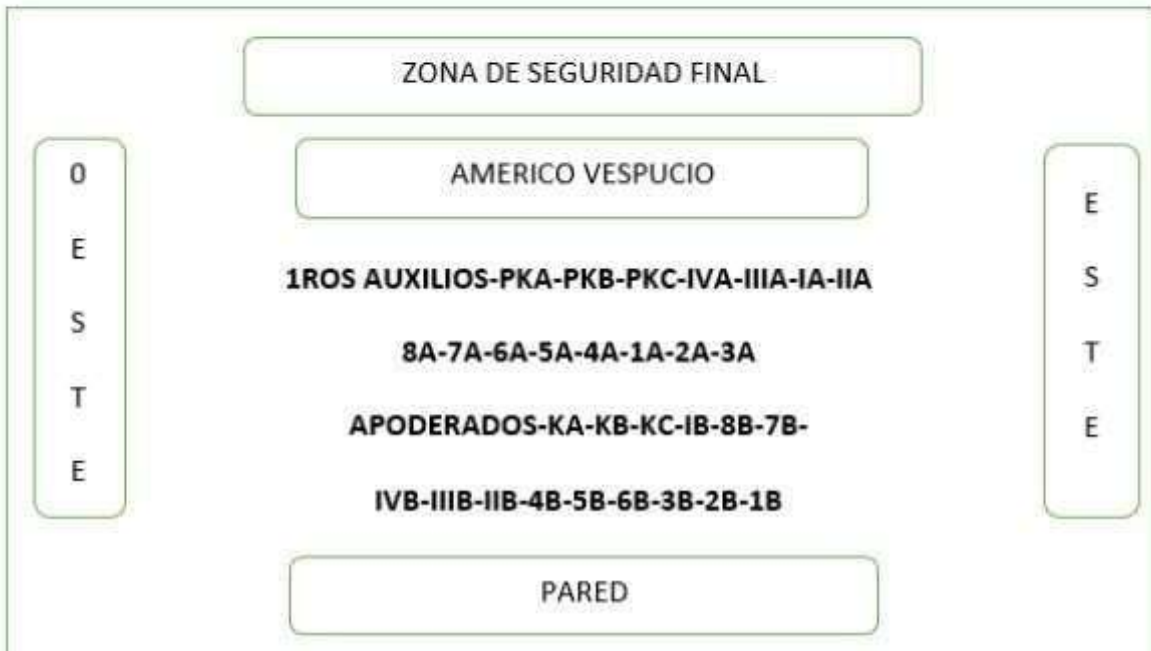 ZONA DE SEGURIDAD FINAL
AMERICO VESPUCIO
0
E
S
T
E
1ROS AUXILIOS-PKA-PKB-PKC-IVA-IIIA-IA-IIA
8A-7A-6A-5A-4A-1A-2A-3A
APODERADOS-KA-KB-KC-IB-8B-7B-
IVB-IIIB-IIB-4B-5B-6B-3B-2B-1B
E
S
T
E
PARED